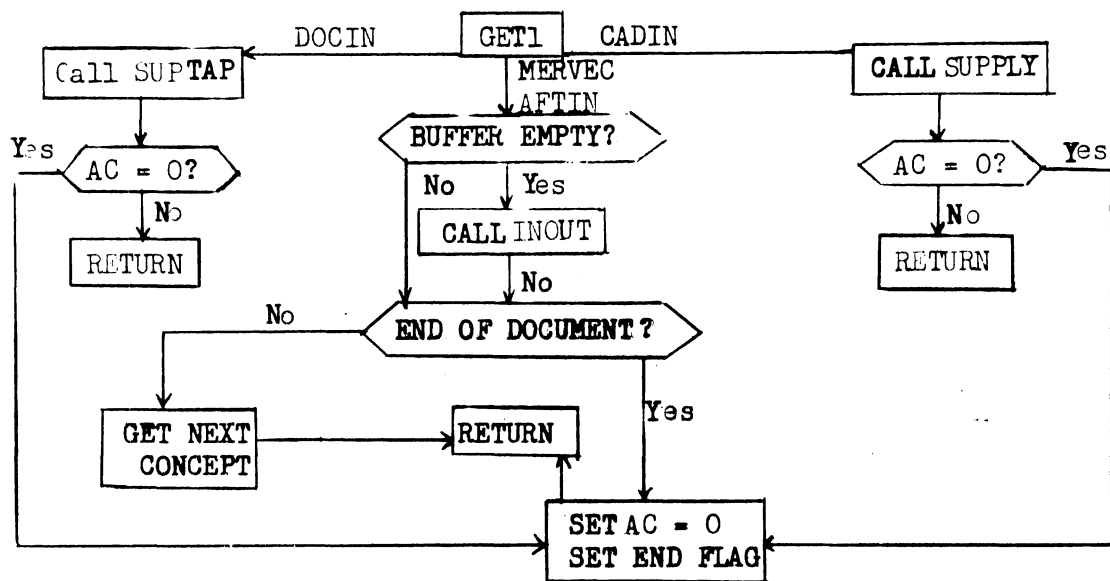 DOCIN GET1 CADIN
Call SUPTAP
MERVEC
AFTIN
CALL SUPPLY
BUFFER EMPTY?
Yes
AC = 0?
No
RETURN
No
Yes
CALL INOUT
No
AC = 0?
Yes
No
RETURN
END OF DOCUMENT?
No
Yes
GET NEXT
CONCEPT
RETURN
SET AC = 0
SET END FLAG